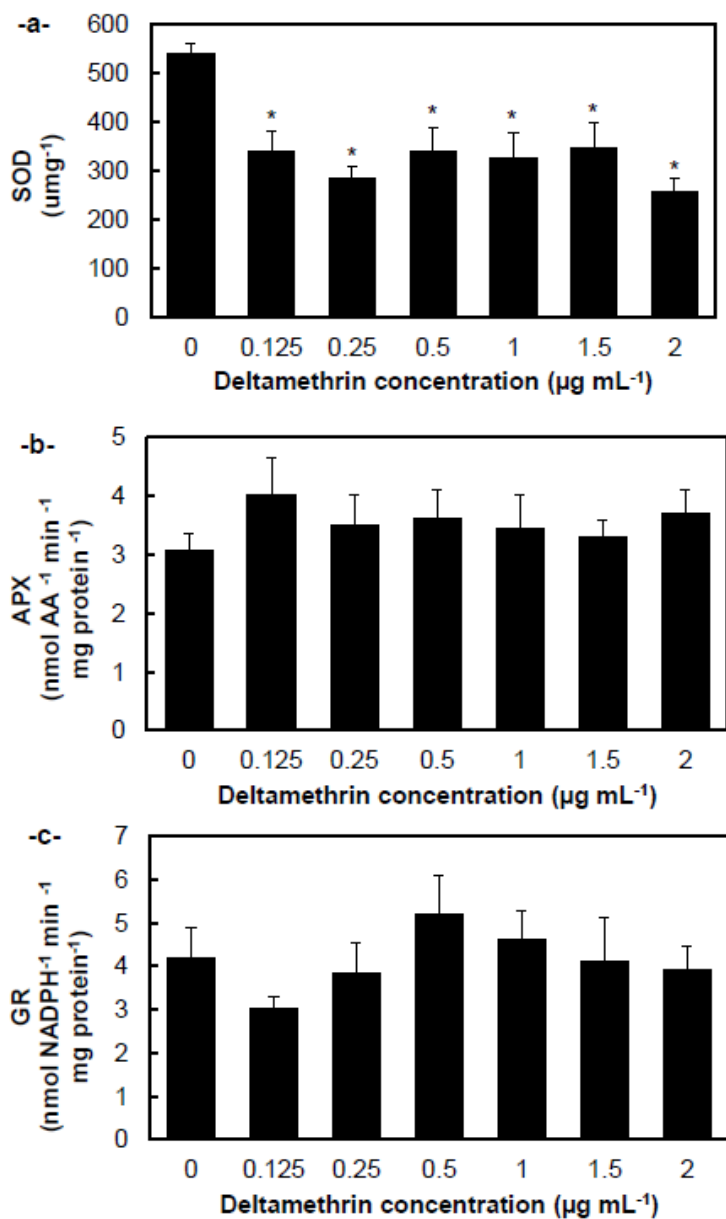 -a-
600
500
400
300
200
100
0
SOD
(umg⁻¹)
* * * * * *
0 0.125 0.25 0.5 1 1.5 2
Deltamethrin concentration (µg mL⁻¹)
-b-
5
4
3
2
1
0
APX
(nmol AA ⁻¹ min ⁻¹
mg protein ⁻¹)
0 0.125 0.25 0.5 1 1.5 2
Deltamethrin concentration (µg mL⁻¹)
-c-
7
6
5
4
3
2
1
0
GR
(nmol NADPH⁻¹ min ⁻¹
mg protein⁻¹)
0 0.125 0.25 0.5 1 1.5 2
Deltamethrin concentration (µg mL⁻¹)